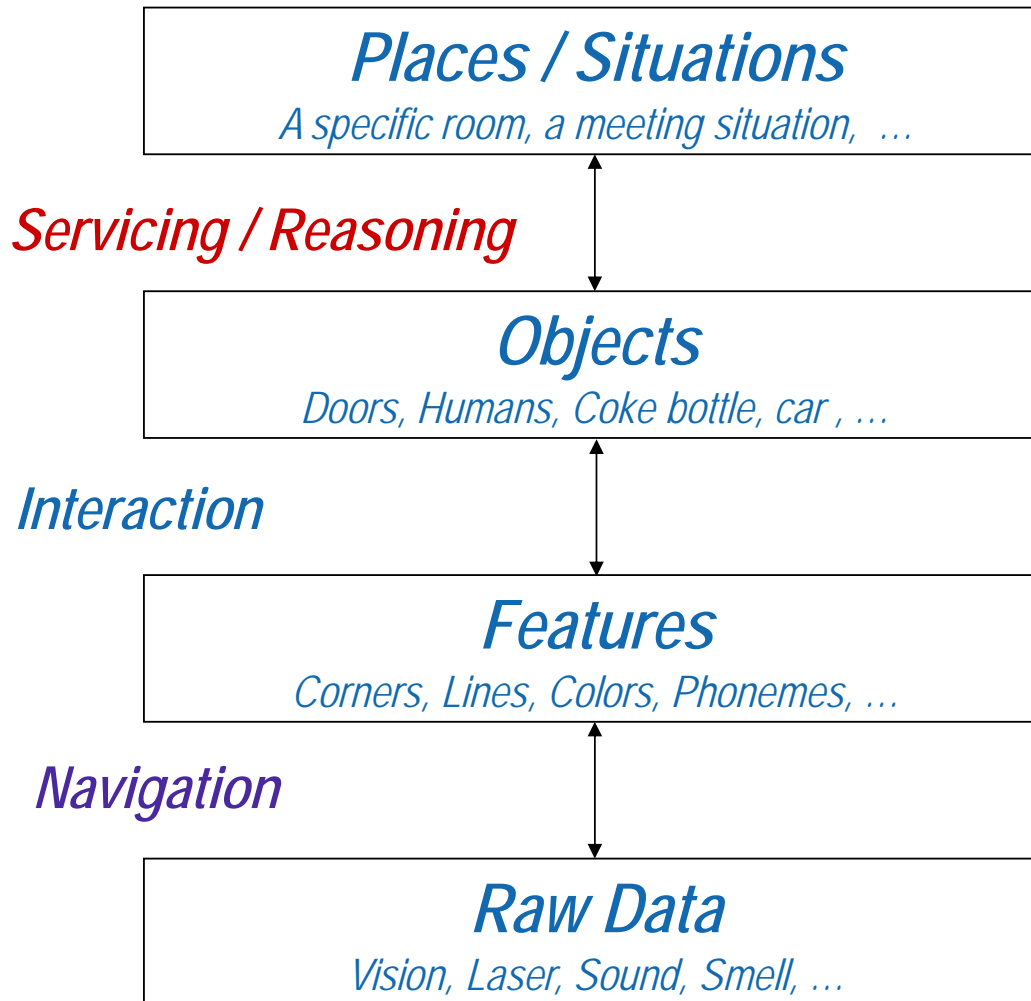 Places / Situations
A specific room, a meeting situation, ...
Servicing / Reasoning
Objects
Doors, Humans, Coke bottle, car , ...
Interaction
Features
Corners, Lines, Colors, Phonemes, ...
Navigation
Raw Data
Vision, Laser, Sound, Smell, ...